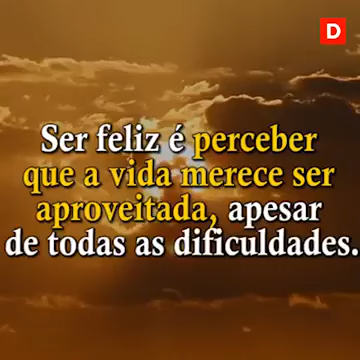 D
Ser feliz é perceber
que a vida merece ser
aproveitada, apesar
de todas as dificuldades.